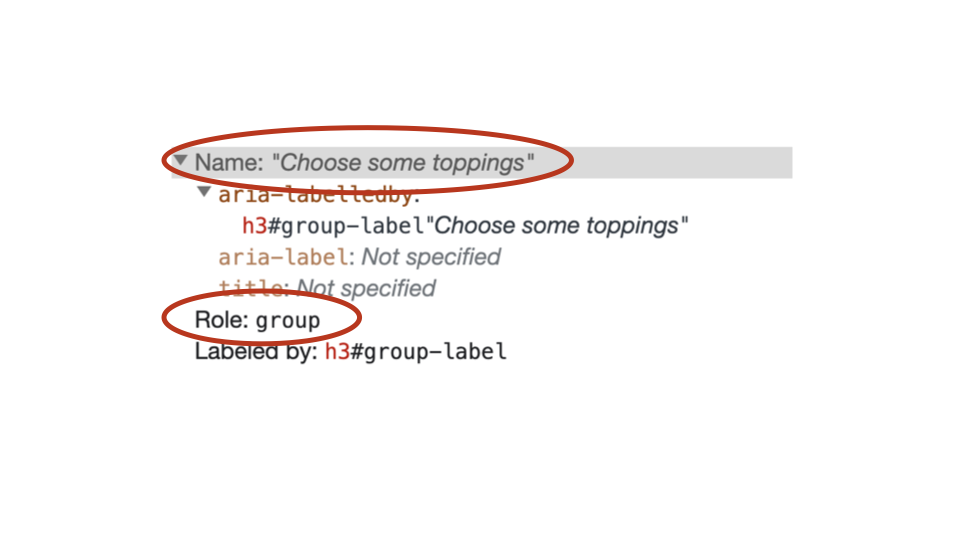 Name: "Choose some toppings"
aria-labelledby:
h3#group-label"Choose some toppings"
aria-label: Not specified
title: Not specified
Role: group
Labeled by: h3#group-label